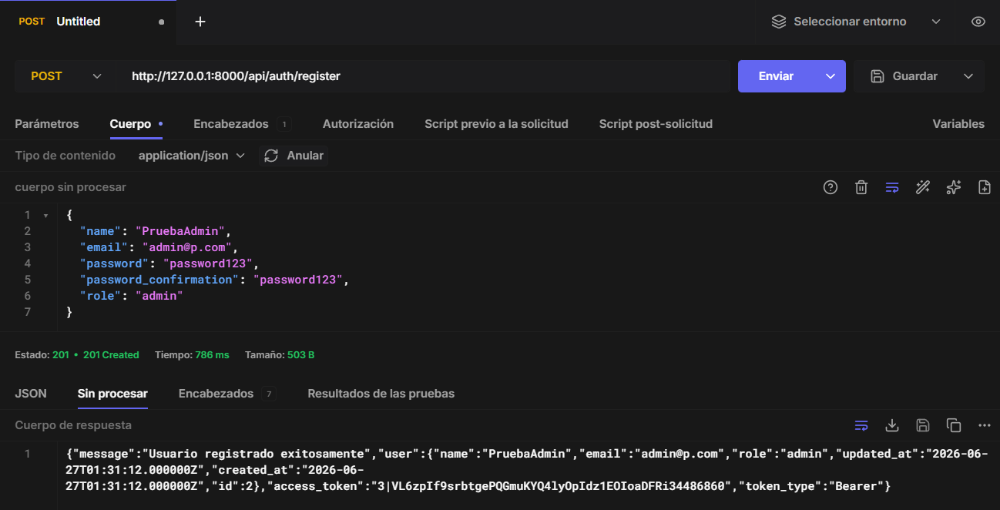 POST Untitled
Seleccionar entorno
POST http://127.0.0.1:8000/api/auth/register Enviar Guardar
Parámetros Cuerpo Encabezados 1 Autorización Script previo a la solicitud Script post-solicitud Variables
Tipo de contenido application/json Anular
cuerpo sin procesar
1 {
2 "name": "PruebaAdmin",
3 "email": "admin@p.com",
4 "password": "password123",
5 "password_confirmation": "password123",
6 "role": "admin"
7 }
Estado: 201 • 201 Created Tiempo: 786 ms Tamaño: 503 B
JSON Sin procesar Encabezados 7 Resultados de las pruebas
Cuerpo de respuesta
1 {"message":"Usuario registrado exitosamente","user":{"name":"PruebaAdmin","email":"admin@p.com","role":"admin","updated_at":"2026-06-
27T01:31:12.000000Z","created_at":"2026-06-
27T01:31:12.000000Z","id":2},"access_token":"3|VL6zpIf9srbtgePQGmuKYQ4lyOpIdz1EOIoaDFRi34486860","token_type":"Bearer"}